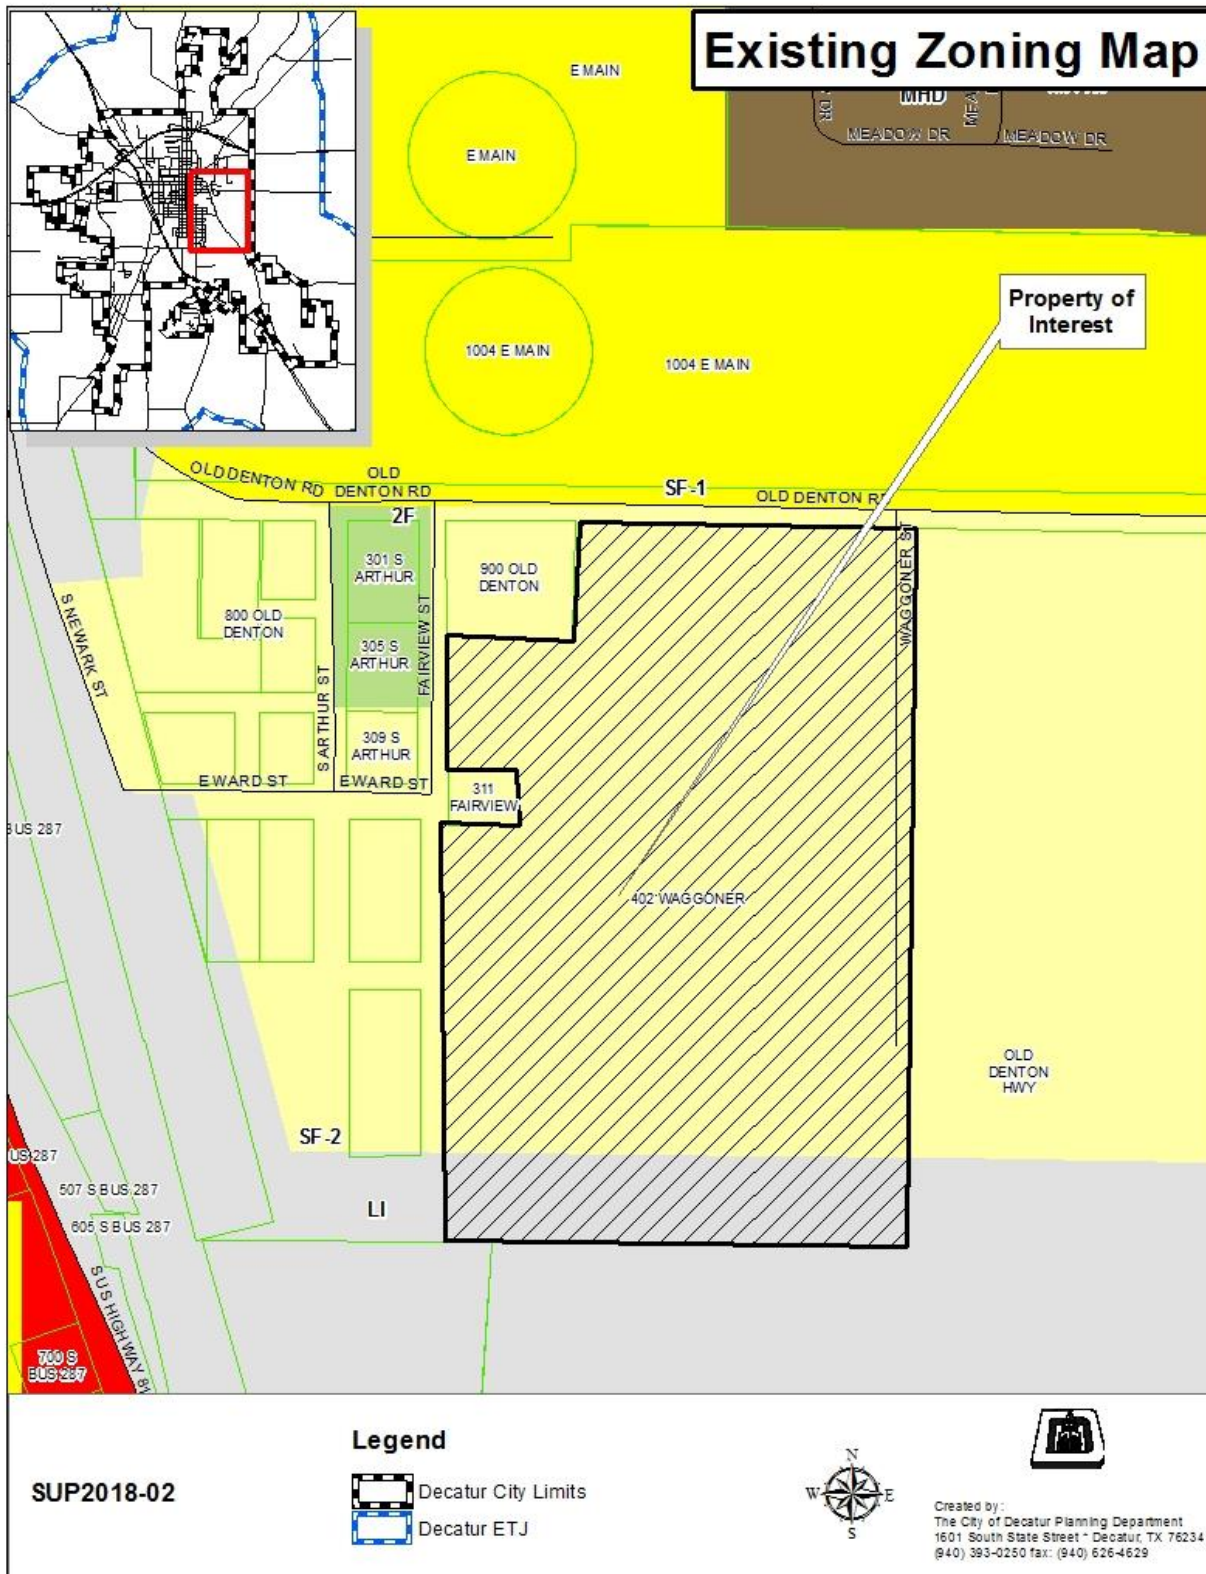 Existing Zoning Map
E MAIN
MHD
DR
MEA
MEADOW DR
MEADOW DR
E MAIN
Property of
Interest
1004 E MAIN
1004 E MAIN
OLD DENTON RD
OLD
DENTON RD
SF-1
OLD DENTON R
2F
301 S
ARTHUR
900 OLD
DENTON
WAGGONER ST
S NEWARK ST
800 OLD
DENTON
305 S
ARTHUR
FAIRVIEW ST
S ARTHUR ST
309 S
ARTHUR
E WARD ST
E WARD ST
311
FAIRVIEW
BUS 287
402 WAGGONER
OLD
DENTON
HWY
SF-2
US 287
507 S BUS 287
LI
605 S BUS 287
S US HIGHWAY 81
700 S
BUS 287
Legend
SUP2018-02
Decatur City Limits
Decatur ETJ
N
W E
S
Created by:
The City of Decatur Planning Department
1601 South State Street * Decatur, TX 76234
(940) 393-0250 fax: (940) 626-4629